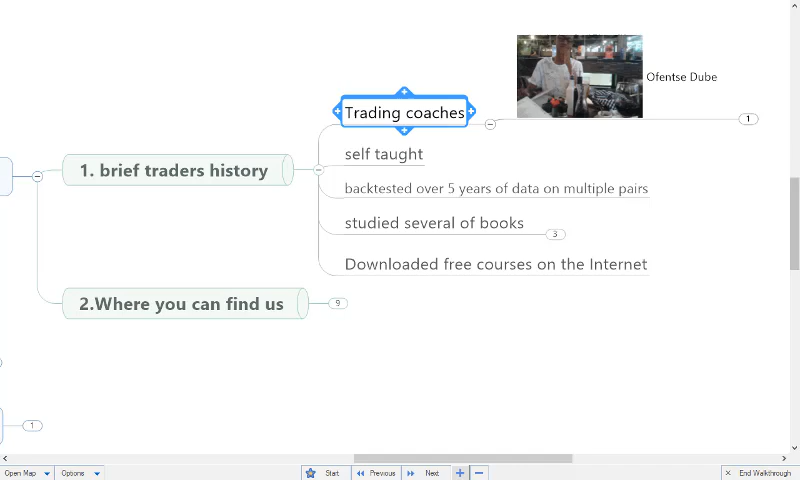 Ofentse Dube
1
Trading coaches
self taught
1. brief traders history
backtested over 5 years of data on multiple pairs
studied several of books
3
Downloaded free courses on the Internet
2.Where you can find us
9
1
Open Map
Options
Start
Previous
Next
End Walkthrough